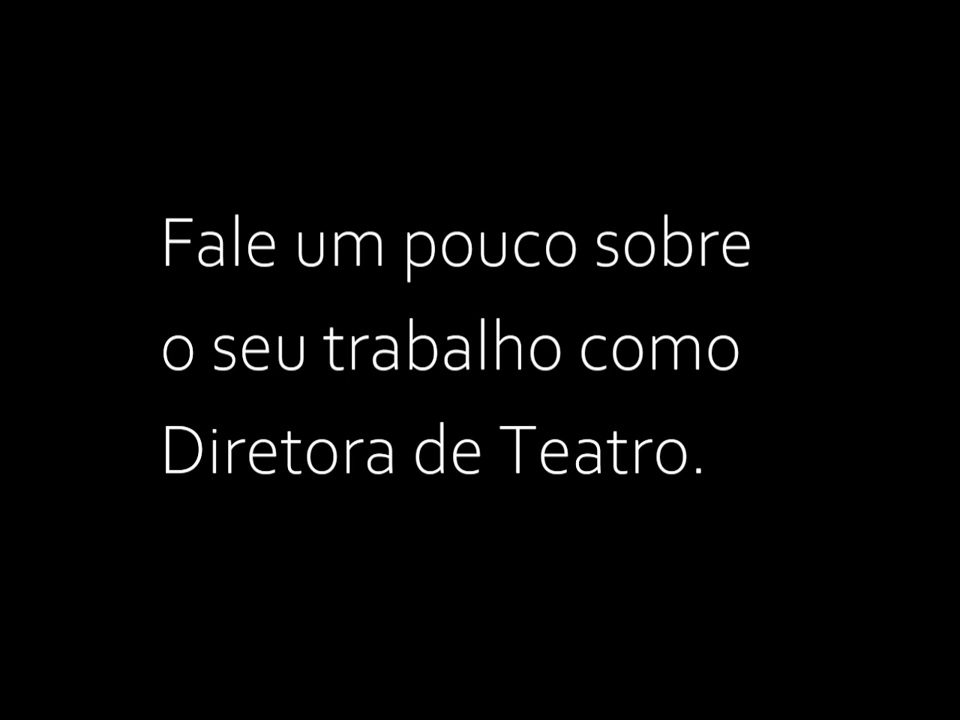 Fale um pouco sobre
o seu trabalho como
Diretora de Teatro.